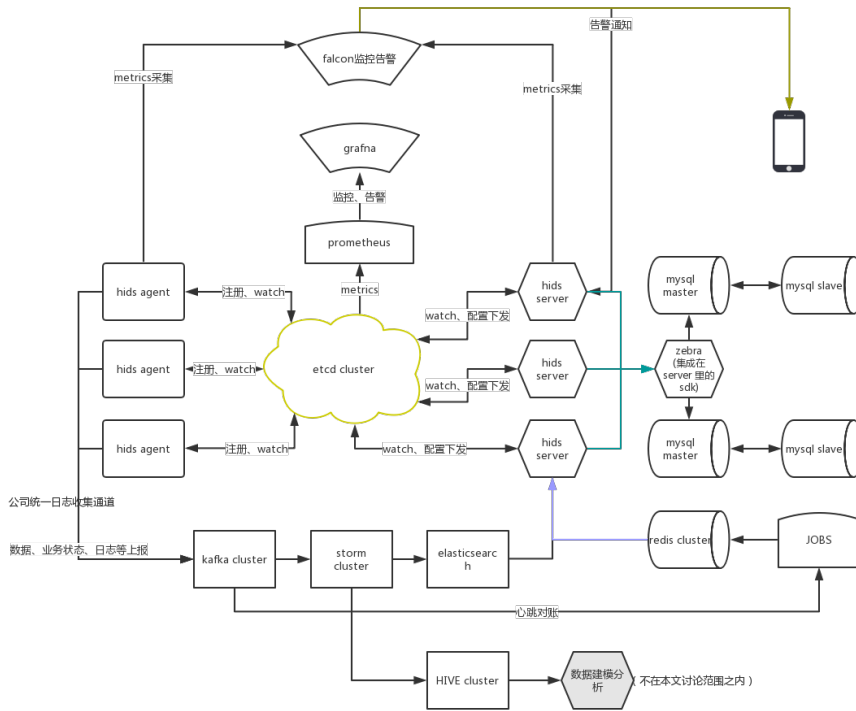 告警通知
falcon监控告警
metrics采集
metrics采集
grafna
监控、告警
prometheus
metrics
hids agent
注册、watch
hids
server
watch、配置下发
mysql
master
mysql slave
hids agent
注册、watch
etcd cluster
watch、配置下发
hids
server
zebra
(集成在
server 里的
sdk)
hids agent
注册、watch
watch、配置下发
hids
server
mysql
master
mysql slave
公司统一日志收集通道
数据、业务状态、日志等上报
kafka cluster
storm
cluster
elasticsearc
h
redis cluster
JOBS
心跳对账
HIVE cluster
数据建模分
析
（不在本文讨论范围之内）